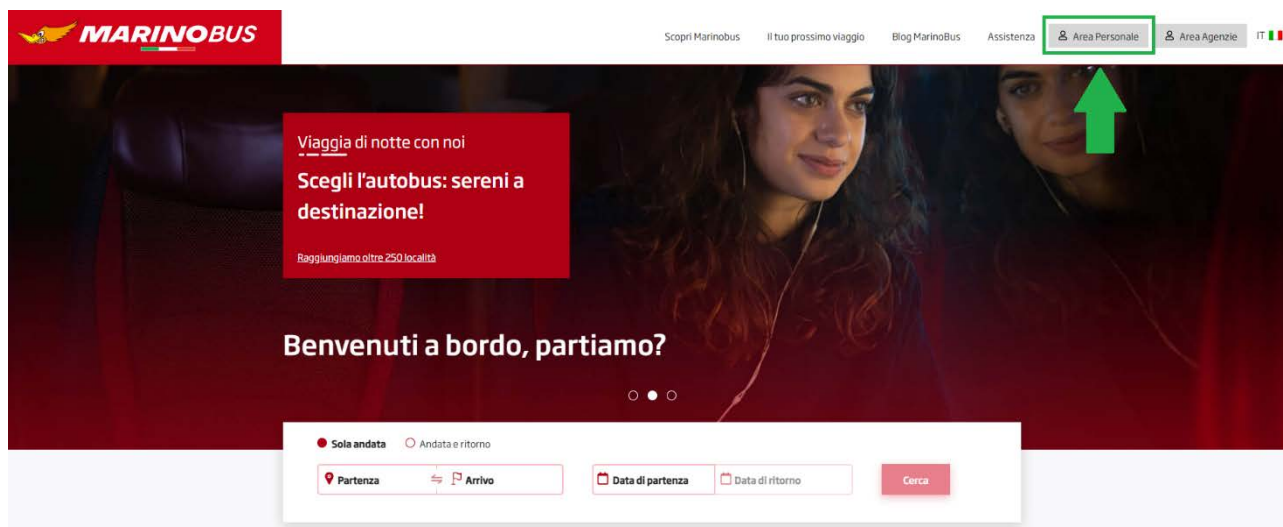 MARINOBUS
Scopri Marinobus Il tuo prossimo viaggio Blog MarinoBus Assistenza Area Personale Area Agenzie IT
Viaggia di notte con noi
Scegli l'autobus: sereni a
destinazione!
Raggiungiamo oltre 250 località
Benvenuti a bordo, partiamo?
Sola andata Andata e ritorno
Partenza Arrivo Data di partenza Data di ritorno Cerca